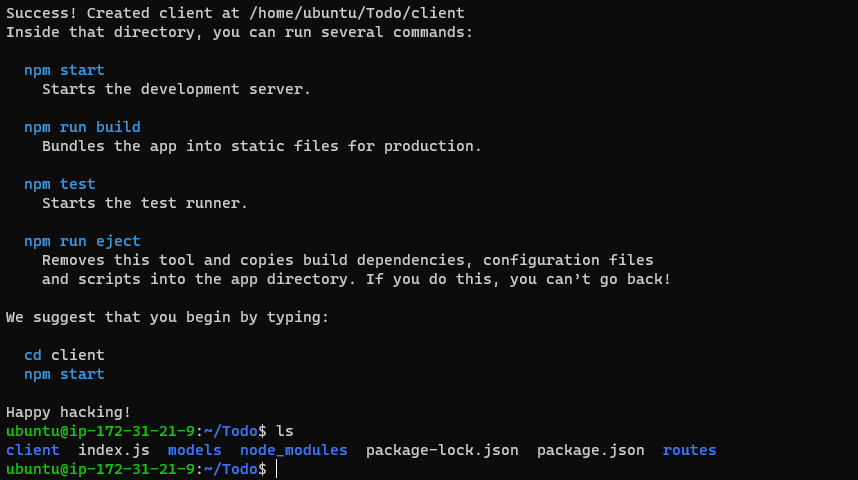 Success! Created client at /home/ubuntu/Todo/client
Inside that directory, you can run several commands:
npm start
Starts the development server.
npm run build
Bundles the app into static files for production.
npm test
Starts the test runner.
npm run eject
Removes this tool and copies build dependencies, configuration files
and scripts into the app directory. If you do this, you can’t go back!
We suggest that you begin by typing:
cd client
npm start
Happy hacking!
ubuntu@ip-172-31-21-9:~/Todo$ ls
client  index.js  models  node_modules  package-lock.json  package.json  routes
ubuntu@ip-172-31-21-9:~/Todo$